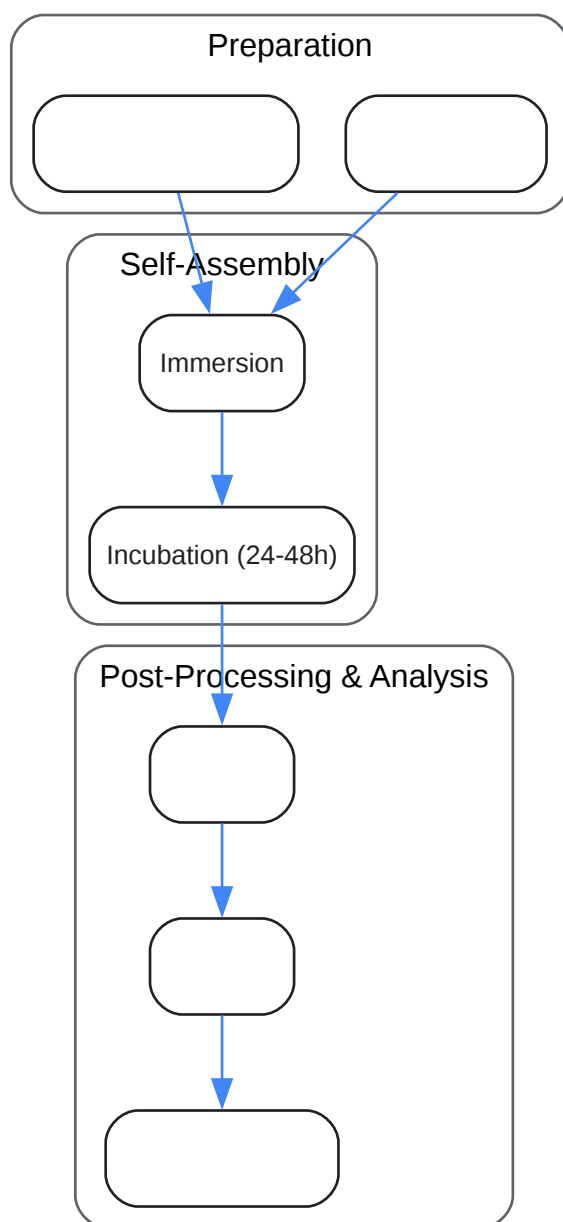 Preparation
Self-Assembly
Immersion
Incubation (24-48h)
Post-Processing & Analysis